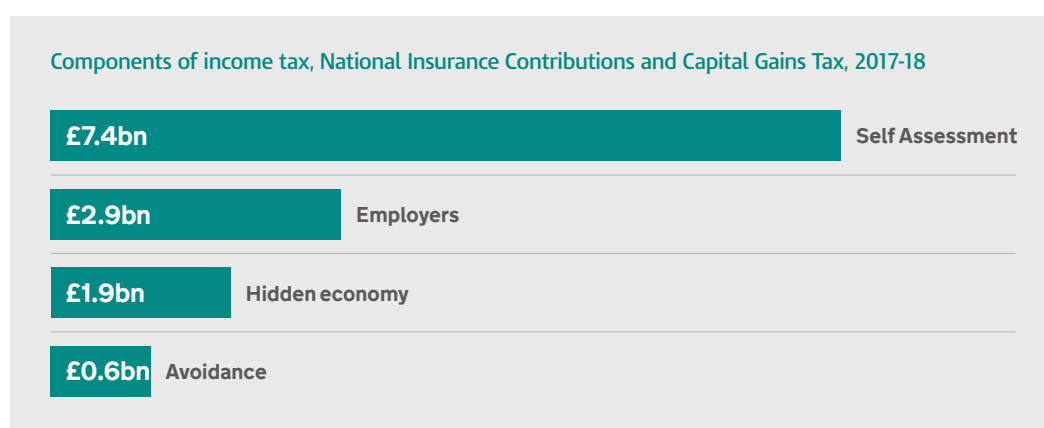 Components of income tax, National Insurance Contributions and Capital Gains Tax, 2017-18
£7.4bn Self Assessment
£2.9bn Employers
£1.9bn Hidden economy
£0.6bn Avoidance